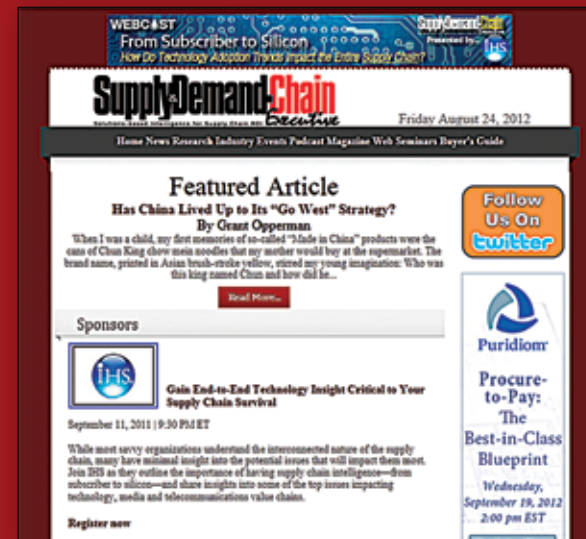 WEBCAST
From Subscriber to Silicon
How Do Technology Adoption Trends Impact the Entire Supply Chain?
SupplyDemandChain
Presented by:
IHS
Supply&DemandChain
Executive
Solutions-based Intelligence for Supply Chain ROI
Friday August 24, 2012
Home News Research Industry Events Podcast Magazine Web Seminars Buyer's Guide
Featured Article
Has China Lived Up to Its “Go West” Strategy?
By Grant Opperman
When I was a child, my first memories of so-called “Made in China” products were the
cans of Chun King chow mein noodles that my mother would buy at the supermarket. The
brand name, printed in Asian brush-stroke yellow, stirred my young imagination: Who was
this king named Chun and how did he...
Read More...
Sponsors
IHS
Gain End-to-End Technology Insight Critical to Your
Supply Chain Survival
September 11, 2011 | 9:30 PM ET
While most savvy organizations understand the interconnected nature of the supply
chain, many have minimal insight into the potential issues that will impact them most.
Join IHS as they outline the importance of having supply chain intelligence—from
subscriber to silicon—and share insights into some of the top issues impacting
technology, media and telecommunications value chains.
Register now
Follow
Us On
twitter
Puridiom
Procure-
to-Pay:
The
Best-in-Class
Blueprint
Wednesday,
September 19, 2012
2:00 pm EST